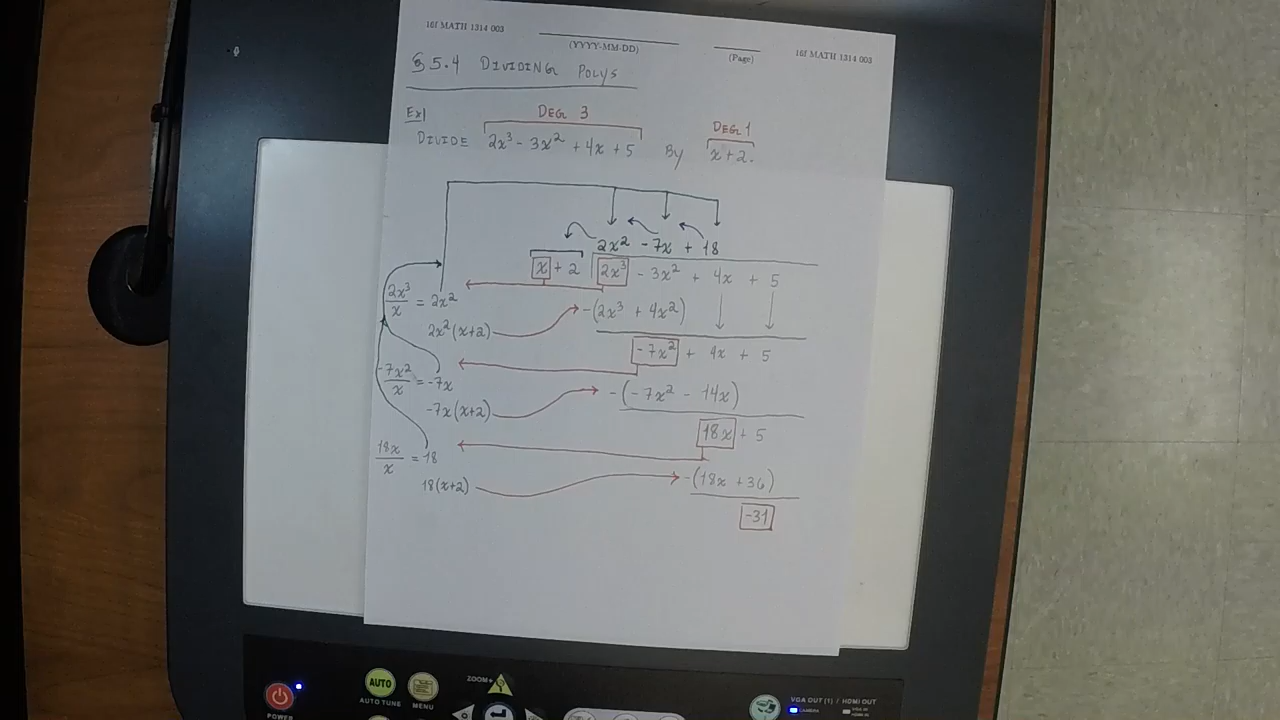 16f MATH 1314 003 (YYYY-MM-DD) (Page) 16f MATH 1314 003
§ 5.4 DIVIDING POLYS
Ex1 DEG 3 DEG 1
DIVIDE 2x³ - 3x² + 4x + 5 By x + 2.
2x² - 7x + 18
x + 2 2x³ - 3x² + 4x + 5
2x³/x = 2x² -(2x³ + 4x²)
2x²(x+2)
-7x² + 4x + 5
-7x²/x = -7x -(-7x² - 14x)
-7x(x+2)
18x + 5
18x/x = 18
18(x+2) -(18x + 36)
-31
POWER AUTO AUTO TUNE MENU ZOOM+ VGA OUT (1) / HDMI OUT